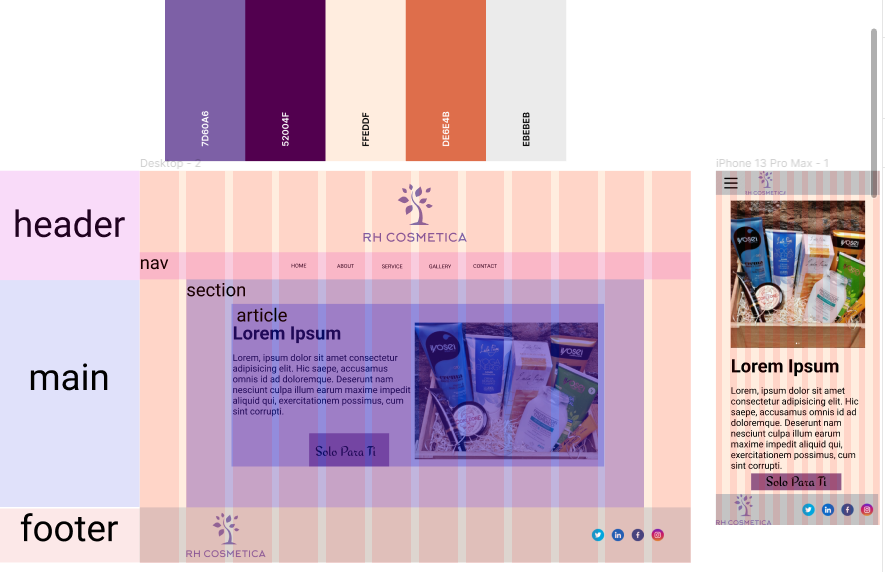 7D60A6
52004F
FFEDDF
DE6E4B
EBEBEB
Desktop - 2
iPhone 13 Pro Max - 1
header
RH COSMETICA
nav
HOME
ABOUT
SERVICE
GALLERY
CONTACT
section
article
Lorem Ipsum
Lorem, ipsum dolor sit amet consectetur
adipisicing elit. Hic saepe, accusamus
omnis id ad doloremque. Deserunt nam
nesciunt culpa illum earum maxime impedit
aliquid qui, exercitationem possimus, cum
sint corrupti.
Solo Para Ti
YOSEI
main
footer
RH COSMETICA
RH COSMETICA
YOSEI
Lorem Ipsum
Lorem, ipsum dolor sit amet
consectetur adipisicing elit. Hic
saepe, accusamus omnis id ad
doloremque. Deserunt nam
nesciunt culpa illum earum
maxime impedit aliquid qui,
exercitationem possimus, cum
sint corrupti.
Solo Para Ti
RH COSMETICA